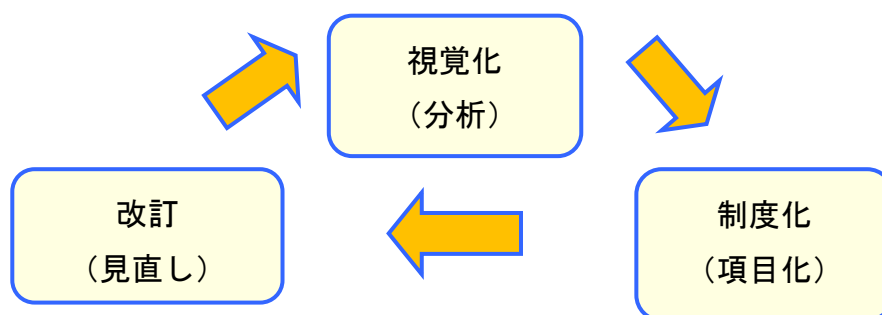 視覚化
（分析）
改訂
（見直し）
制度化
（項目化）